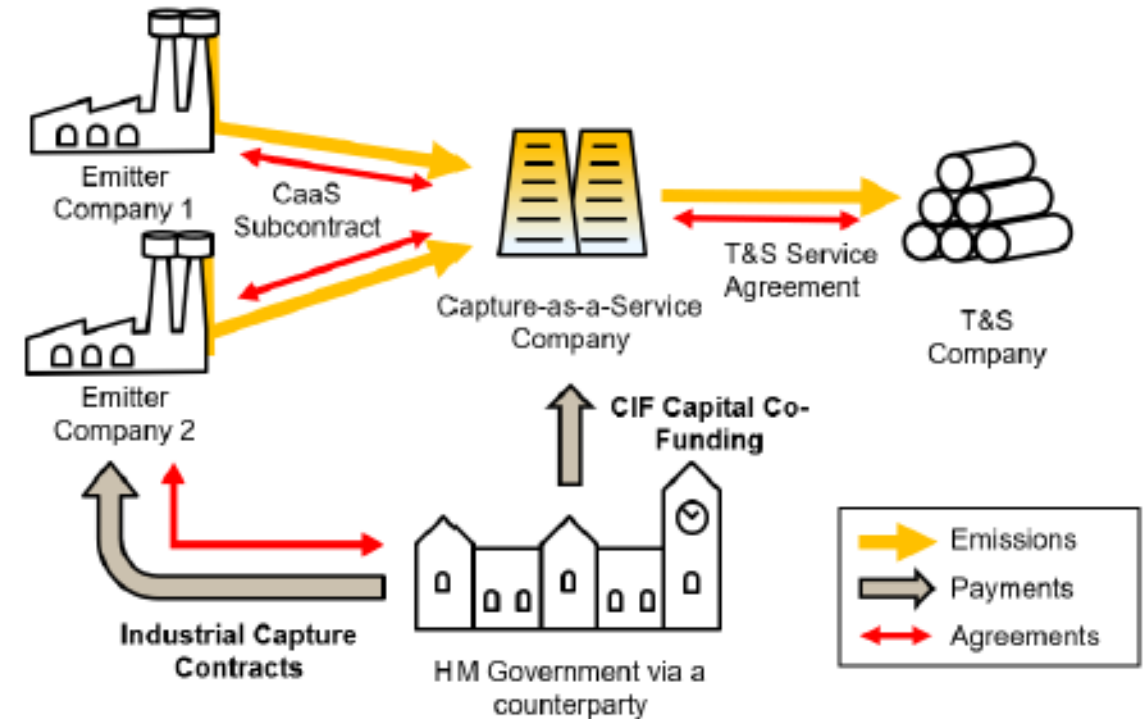 Emitter
Company 1
CaaS
Subcontract
Emitter
Company 2
Capture-as-a-Service
Company
T&S Service
Agreement
T&S
Company
CIF Capital Co-
Funding
Industrial Capture
Contracts
HM Government via a
counterparty
Emissions
Payments
Agreements